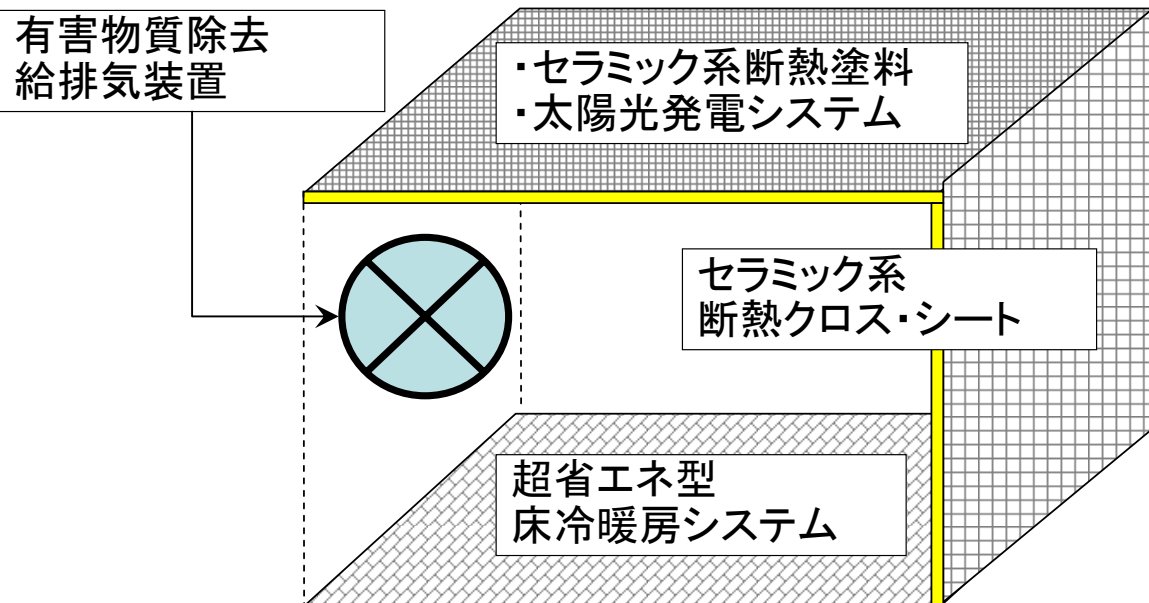 有害物質除去
給排気装置
・セラミック系断熱塗料
・太陽光発電システム
セラミック系
断熱クロス・シート
超省エネ型
床冷暖房システム